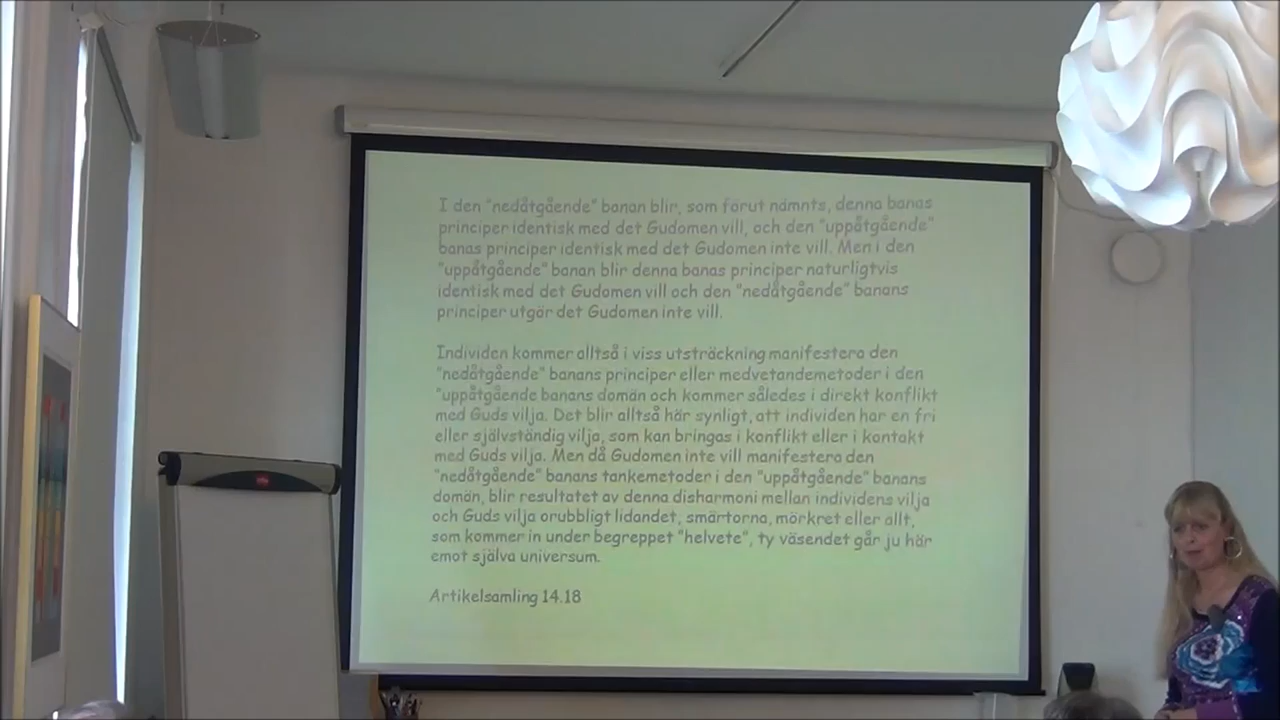 I den "nedåtgående" banan blir, som förut nämnts, denna banas
principer identisk med det Gudomen vill, och den "uppåtgående"
banas principer identisk med det Gudomen inte vill. Men i den
"uppåtgående" banan blir denna banas principer naturligtvis
identisk med det Gudomen vill och den "nedåtgående" banans
principer utgör det Gudomen inte vill.
Individen kommer alltså i viss utsträckning manifestera den
"nedåtgående" banans principer eller medvetandemetoder i den
"uppåtgående banans domän och kommer således i direkt konflikt
med Guds vilja. Det blir alltså här synligt, att individen har en fri
eller självständig vilja, som kan bringas i konflikt eller i kontakt
med Guds vilja. Men då Gudomen inte vill manifestera den
"nedåtgående" banans tankemetoder i den "uppåtgående" banans
domän, blir resultatet av denna disharmoni mellan individens vilja
och Guds vilja orubbligt lidandet, smärtorna, mörkret eller allt,
som kommer in under begreppet "helvete", ty väsendet går ju här
emot själva universum.
Artikelsamling 14.18